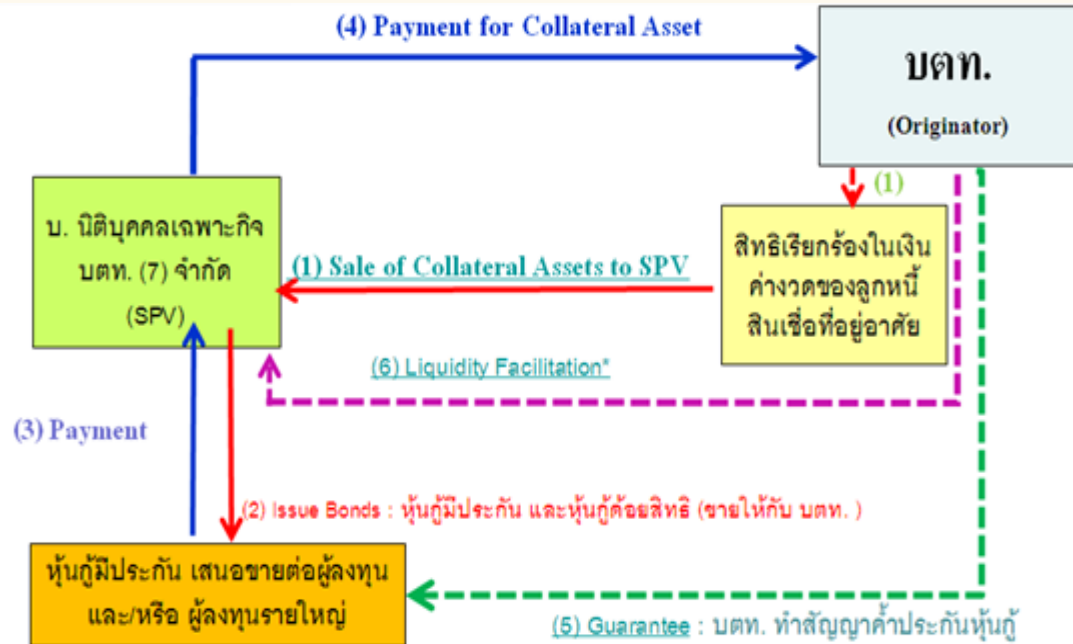 (4) Payment for Collateral Asset
บตท.
(Originator)
(1)
บ. นิติบุคคลเฉพาะกิจ
บตท. (7) จำกัด
(SPV)
(1) Sale of Collateral Assets to SPV
สิทธิเรียกร้องในเงิน
ค่างวดของลูกหนี้
สินเชื่อที่อยู่อาศัย
(6) Liquidity Facilitation*
(3) Payment
(2) Issue Bonds : หุ้นกู้มีประกัน และหุ้นกู้ด้อยสิทธิ (ขายให้กับ บตท. )
หุ้นกู้มีประกัน เสนอขายต่อผู้ลงทุน
และ/หรือ ผู้ลงทุนรายใหญ่
(5) Guarantee : บตท. ทำสัญญาค้ำประกันหุ้นกู้